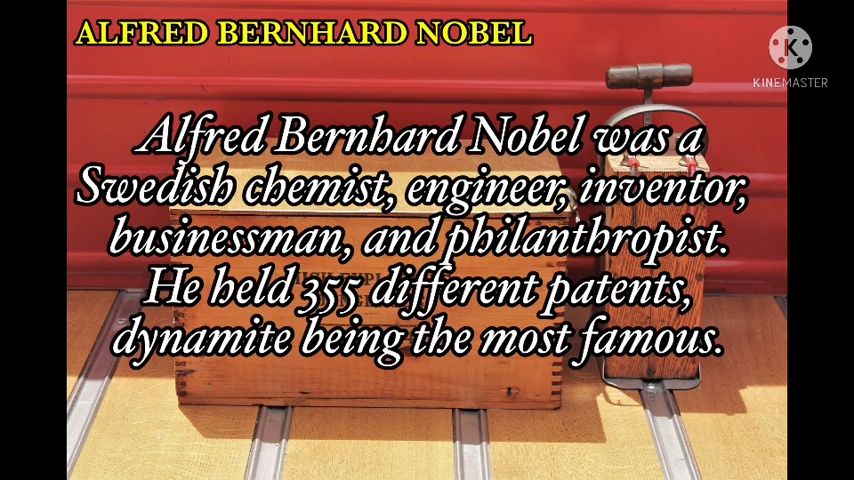 ALFRED BERNHARD NOBEL
KINEMASTER
Alfred Bernhard Nobel was a
Swedish chemist, engineer, inventor,
businessman, and philanthropist.
He held 355 different patents,
dynamite being the most famous.